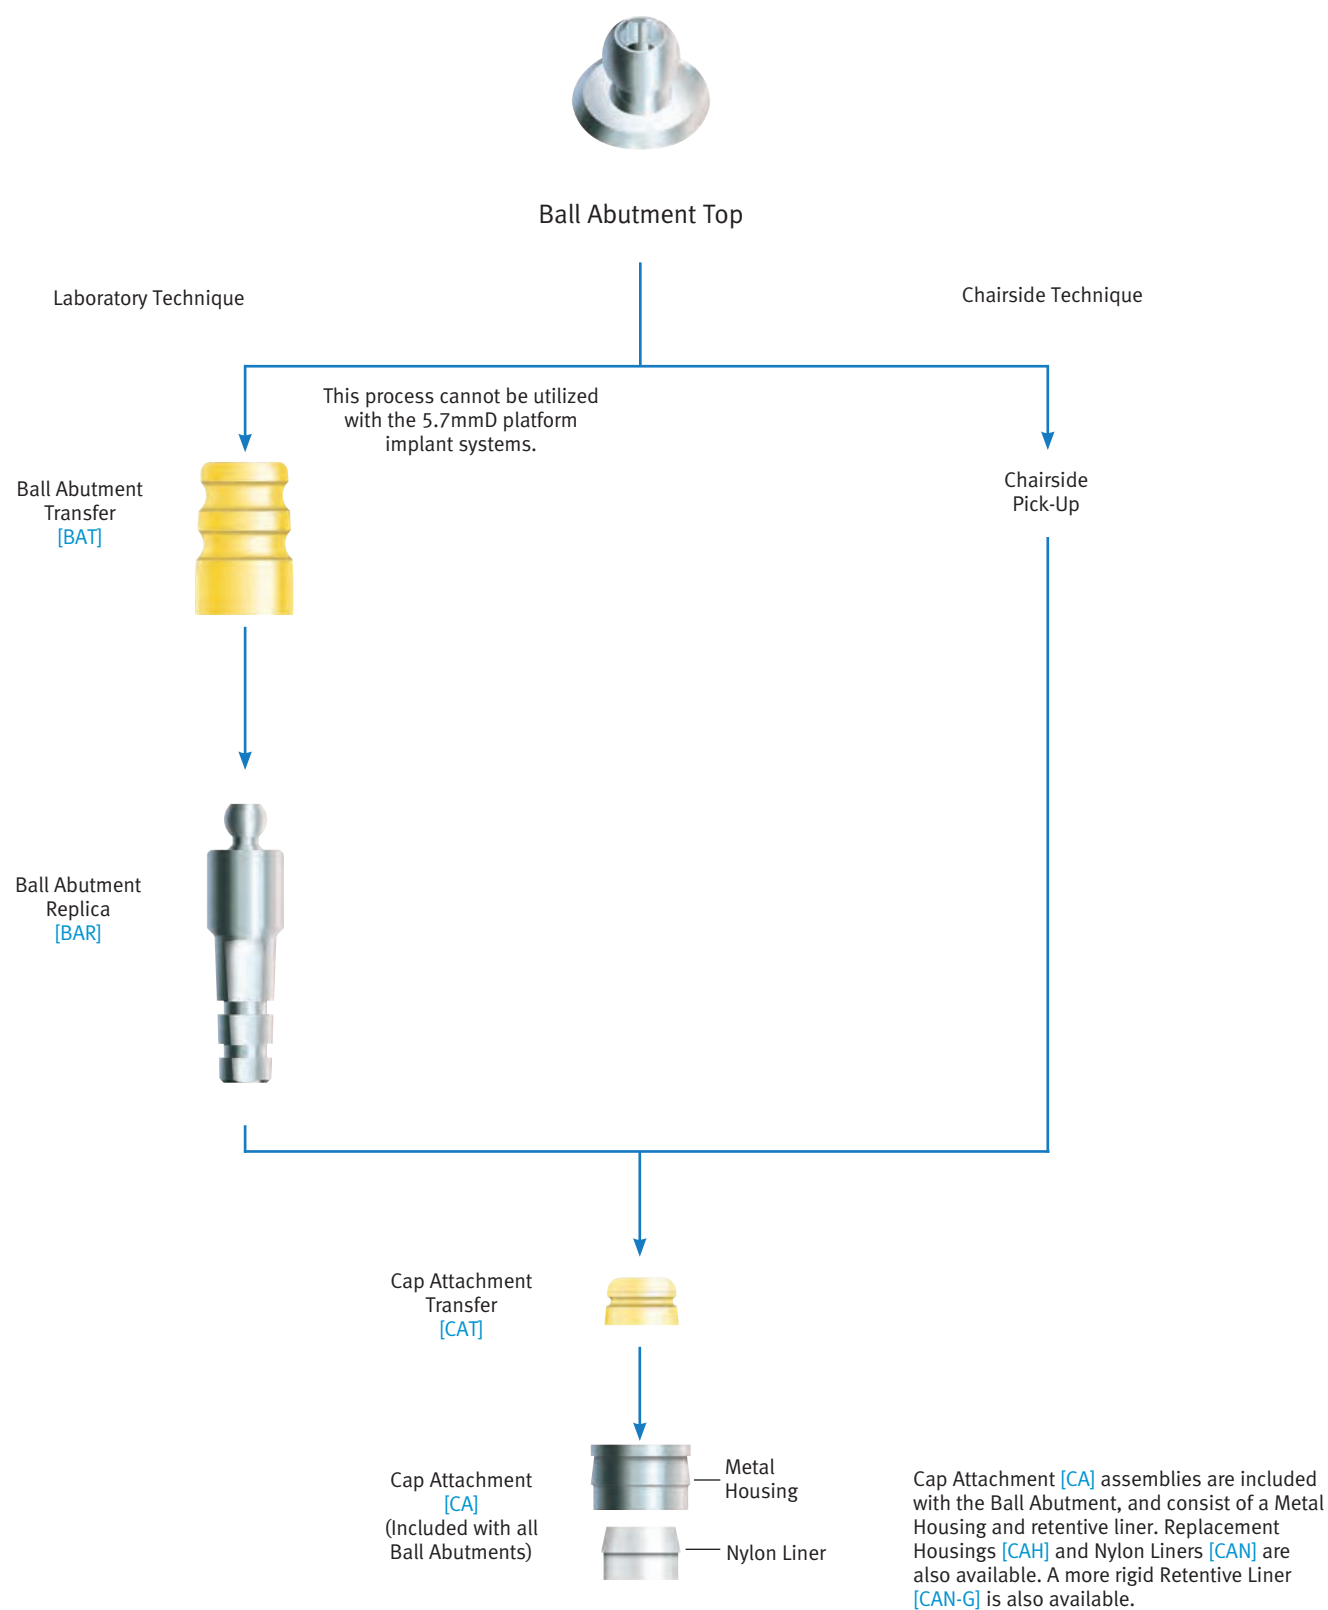 Ball Abutment Top
Laboratory Technique
Chairside Technique
This process cannot be utilized
with the 5.7mmD platform
implant systems.
Ball Abutment
Transfer
[BAT]
Chairside
Pick-Up
Ball Abutment
Replica
[BAR]
Cap Attachment
Transfer
[CAT]
Cap Attachment
[CA]
(Included with all
Ball Abutments)
Metal
Housing
Nylon Liner
Cap Attachment [CA] assemblies are included
with the Ball Abutment, and consist of a Metal
Housing and retentive liner. Replacement
Housings [CAH] and Nylon Liners [CAN] are
also available. A more rigid Retentive Liner
[CAN-G] is also available.